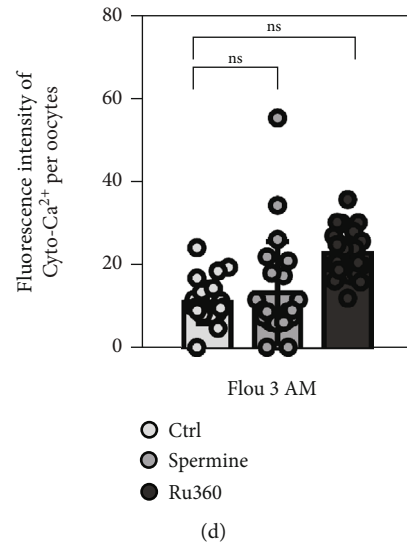 ns
ns
80
60
40
20
0
Fluorescence intensity of
Cyto-Ca²⁺ per oocytes
Flou 3 AM
Ctrl
Spermine
Ru360
(d)